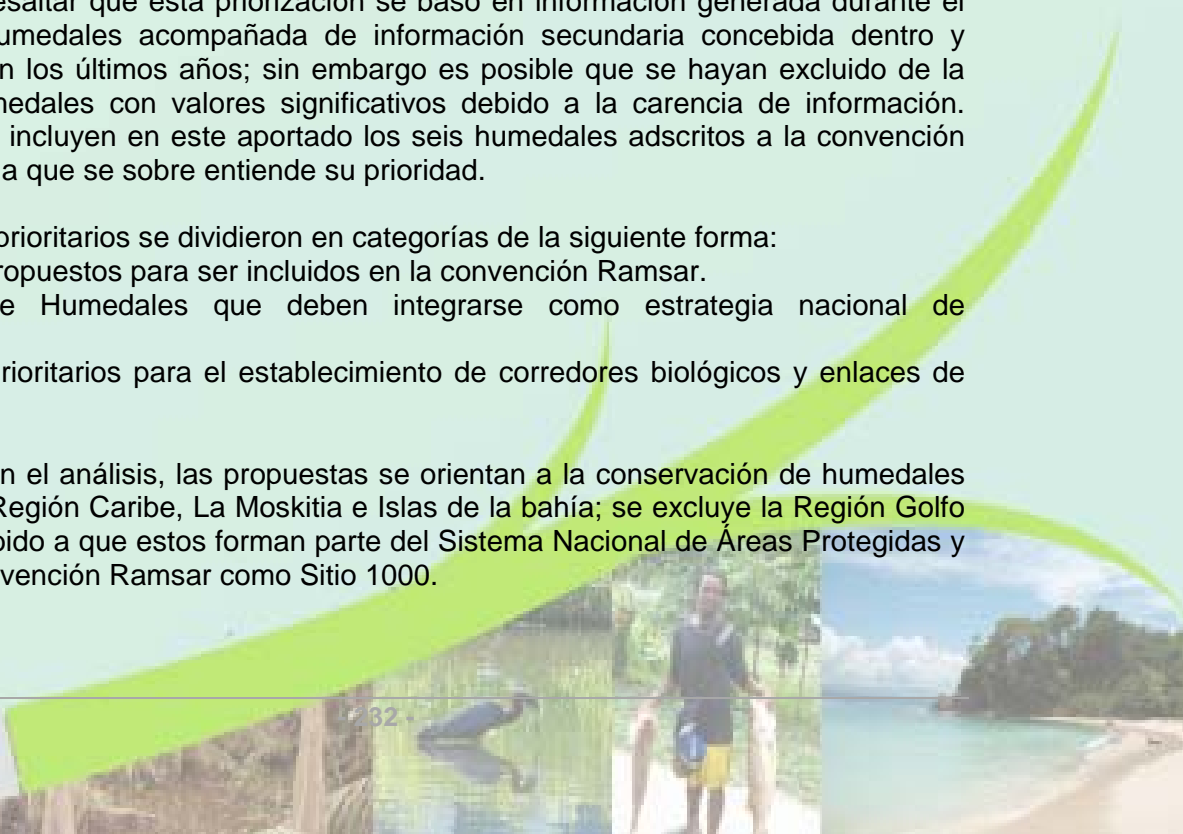 esaltar que esta priorización se basó en información generada durante el
umedales acompañada de información secundaria concebida dentro y
n los últimos años; sin embargo es posible que se hayan excluido de la
medales con valores significativos debido a la carencia de información.
incluyen en este aportado los seis humedales adscritos a la convención
a que se sobre entiende su prioridad.
prioritarios se dividieron en categorías de la siguiente forma:
ropuestos para ser incluidos en la convención Ramsar.
e Humedales que deben integrarse como estrategia nacional de
rioritarios para el establecimiento de corredores biológicos y enlaces de
n el análisis, las propuestas se orientan a la conservación de humedales
Región Caribe, La Moskitia e Islas de la bahía; se excluye la Región Golfo
bido a que estos forman parte del Sistema Nacional de Áreas Protegidas y
vención Ramsar como Sitio 1000.